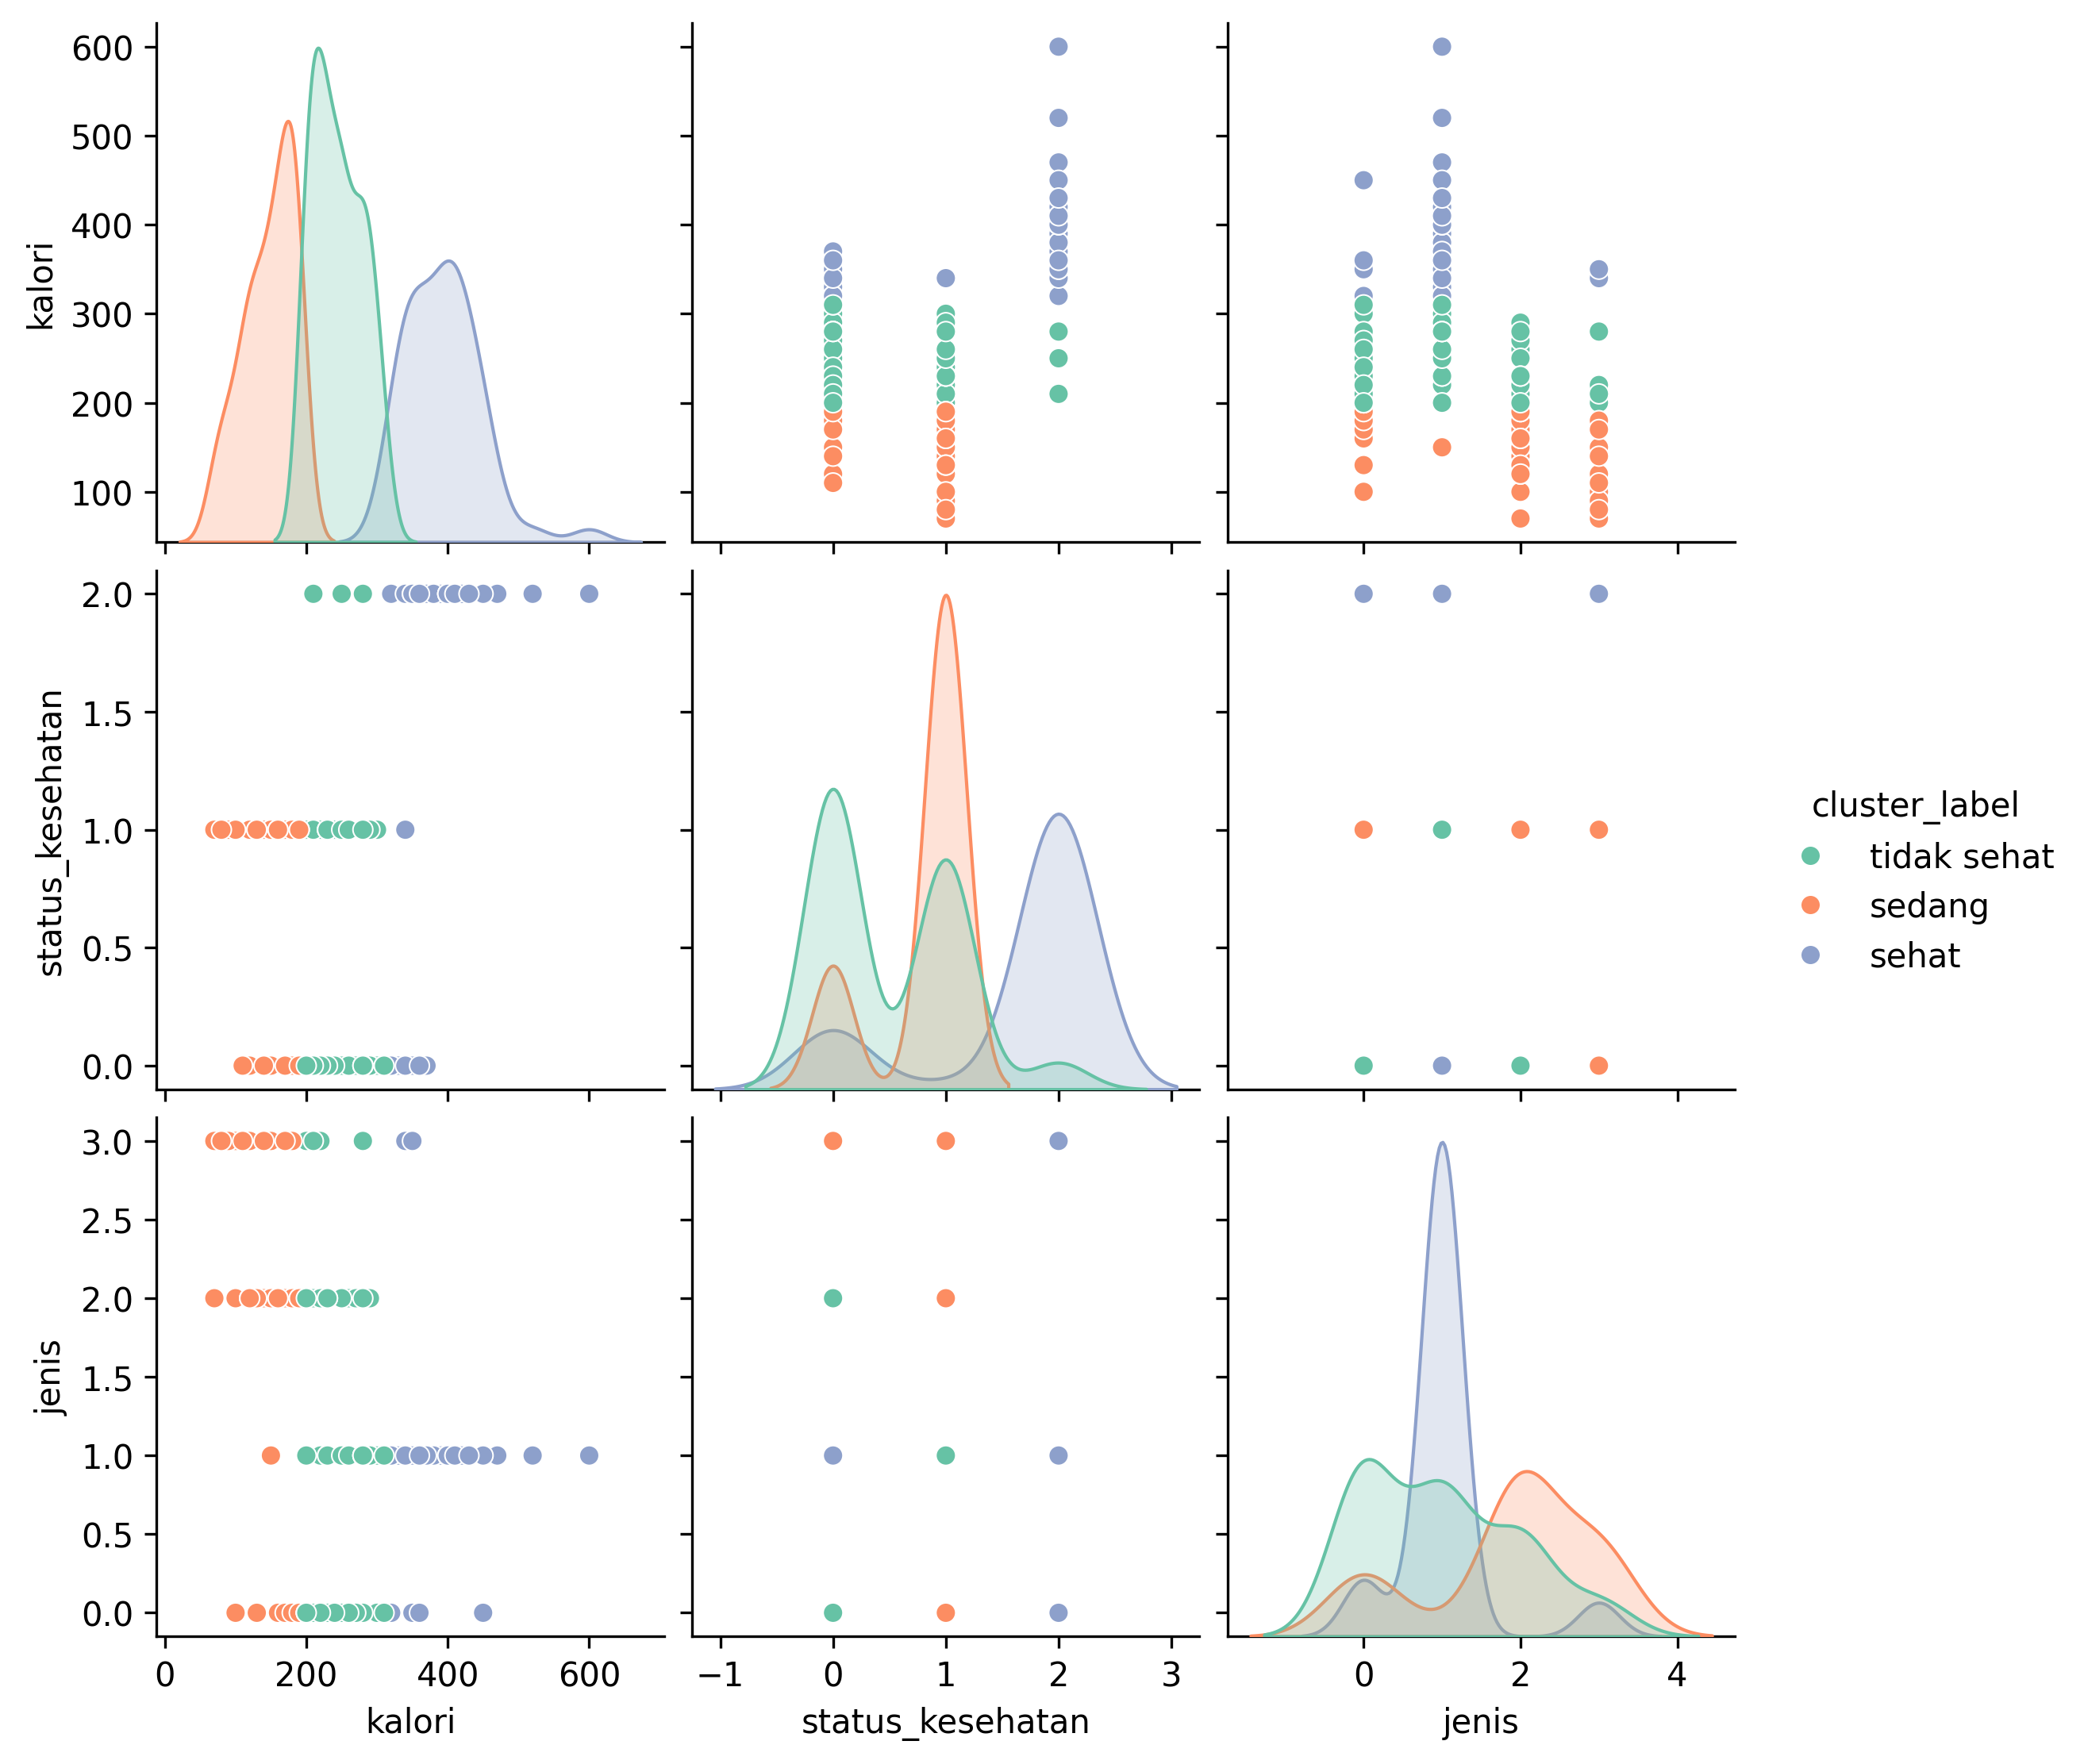 kalori
600
500
400
300
200
100
status_kesehatan
2.0
1.5
1.0
0.5
0.0
cluster_label
tidak sehat
sedang
sehat
jenis
3.0
2.5
2.0
1.5
1.0
0.5
0.0
0 200 400 600
−1 0 1 2 3
0 2 4
kalori
status_kesehatan
jenis